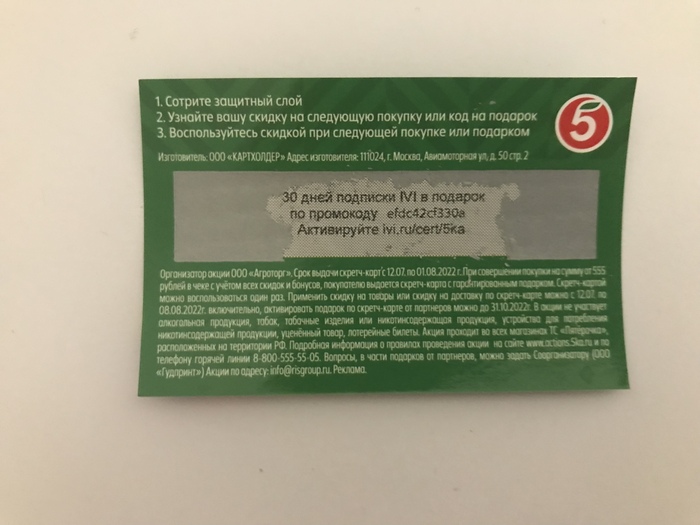 1. Сотрите защитный слой
2. Узнайте вашу скидку на следующую покупку или код на подарок
3. Воспользуйтесь скидкой при следующей покупке или подарком
5
Изготовитель: ООО «КАРТХОЛДЕР» Адрес изготовителя: 111024, г. Москва, Авиамоторная ул., д. 50 стр. 2
30 дней подписки IVI в подарок
по промокоду efdc42cf330a
Активируйте ivi.ru/cert/5ka
Организатор акции ООО «Агроторг». Срок выдачи скретч-карт с 12.07. по 01.08.2022 г. При совершении покупки на сумму от 555
рублей в чеке с учётом всех скидок и бонусов, покупателю выдается скретч-карта с гарантированным подарком. Скретч-картой
можно воспользоваться один раз. Применить скидку на товары или скидку на доставку по скретч-карте можно с 12.07. по
08.08.2022г. включительно, активировать подарок по скретч-карте от партнеров можно до 31.10.2022г. В акции не участвуют
алкогольная продукция, табак, табачные изделия или никотинсодержащая продукция, устройства для потребления
никотинсодержащей продукции, уценённый товар, лотерейные билеты. Акция проходит во всех магазинах ТС «Пятёрочка»,
расположенных на территории РФ. Подробная информация о правилах проведения акции на сайте www.actions.5ka.ru и по
телефону горячей линии 8-800-555-55-05. Вопросы, в части подарков от партнеров, можно задать Соорганизатору (ООО
«Гудпринт») Акции по адресу: info@risgroup.ru. Реклама.